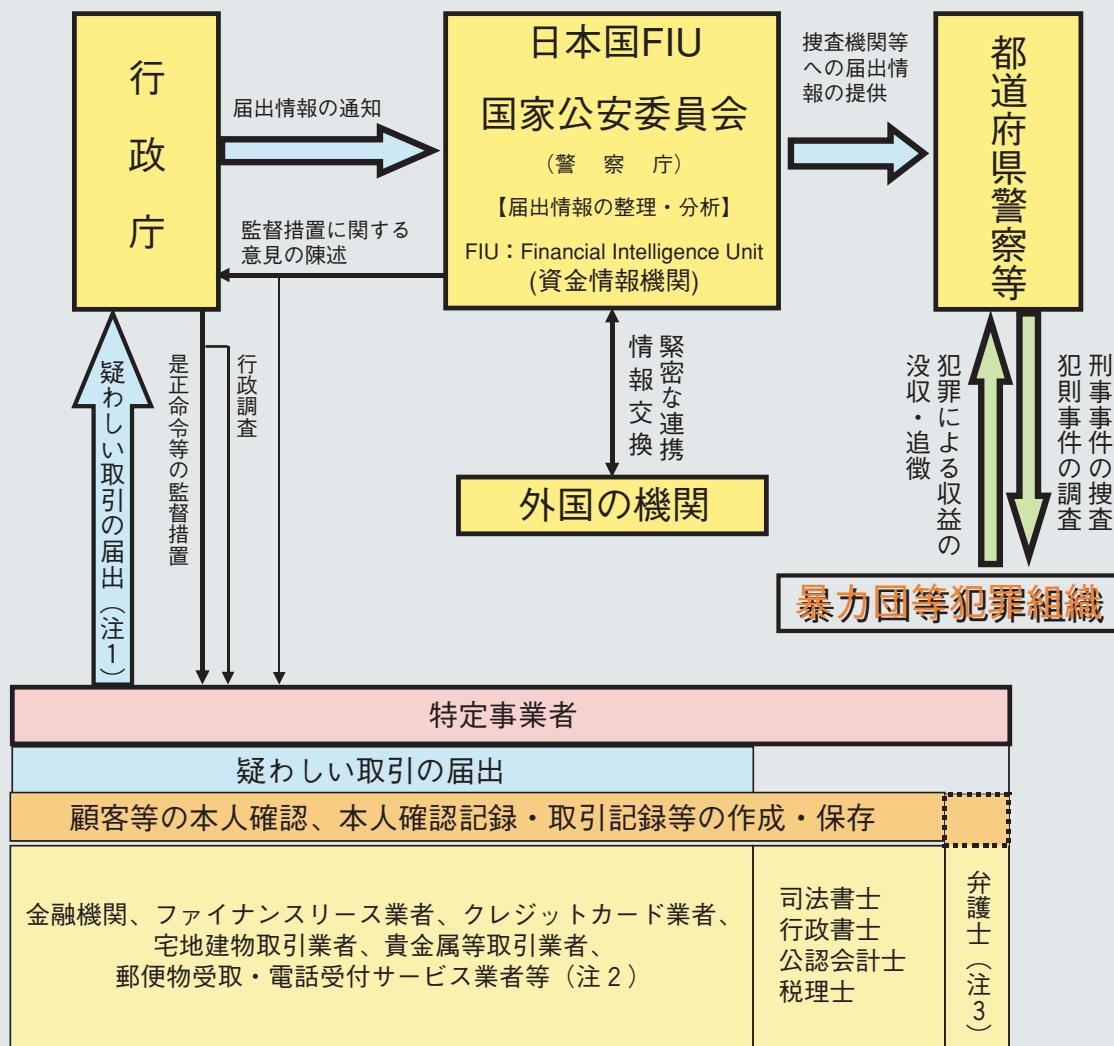 行政庁
届出情報の通知
監督措置に関する
意見の陳述
日本国FIU
国家公安委員会
（警　察　庁）
【届出情報の整理・分析】
FIU：Financial Intelligence Unit
(資金情報機関)
捜査機関等
への届出情
報の提供
都道府県警察等
疑わしい取引の届出（注1）
是正命令等の監督措置
行政調査
緊密な連携
情報交換
外国の機関
犯罪による収益の
没収・追徴
刑事事件の捜査
犯則事件の調査
暴力団等犯罪組織
特定事業者
疑わしい取引の届出
顧客等の本人確認、本人確認記録・取引記録等の作成・保存
金融機関、ファイナンスリース業者、クレジットカード業者、
宅地建物取引業者、貴金属等取引業者、
郵便物受取・電話受付サービス業者等（注２）
司法書士
行政書士
公認会計士
税理士
弁護士（注3）